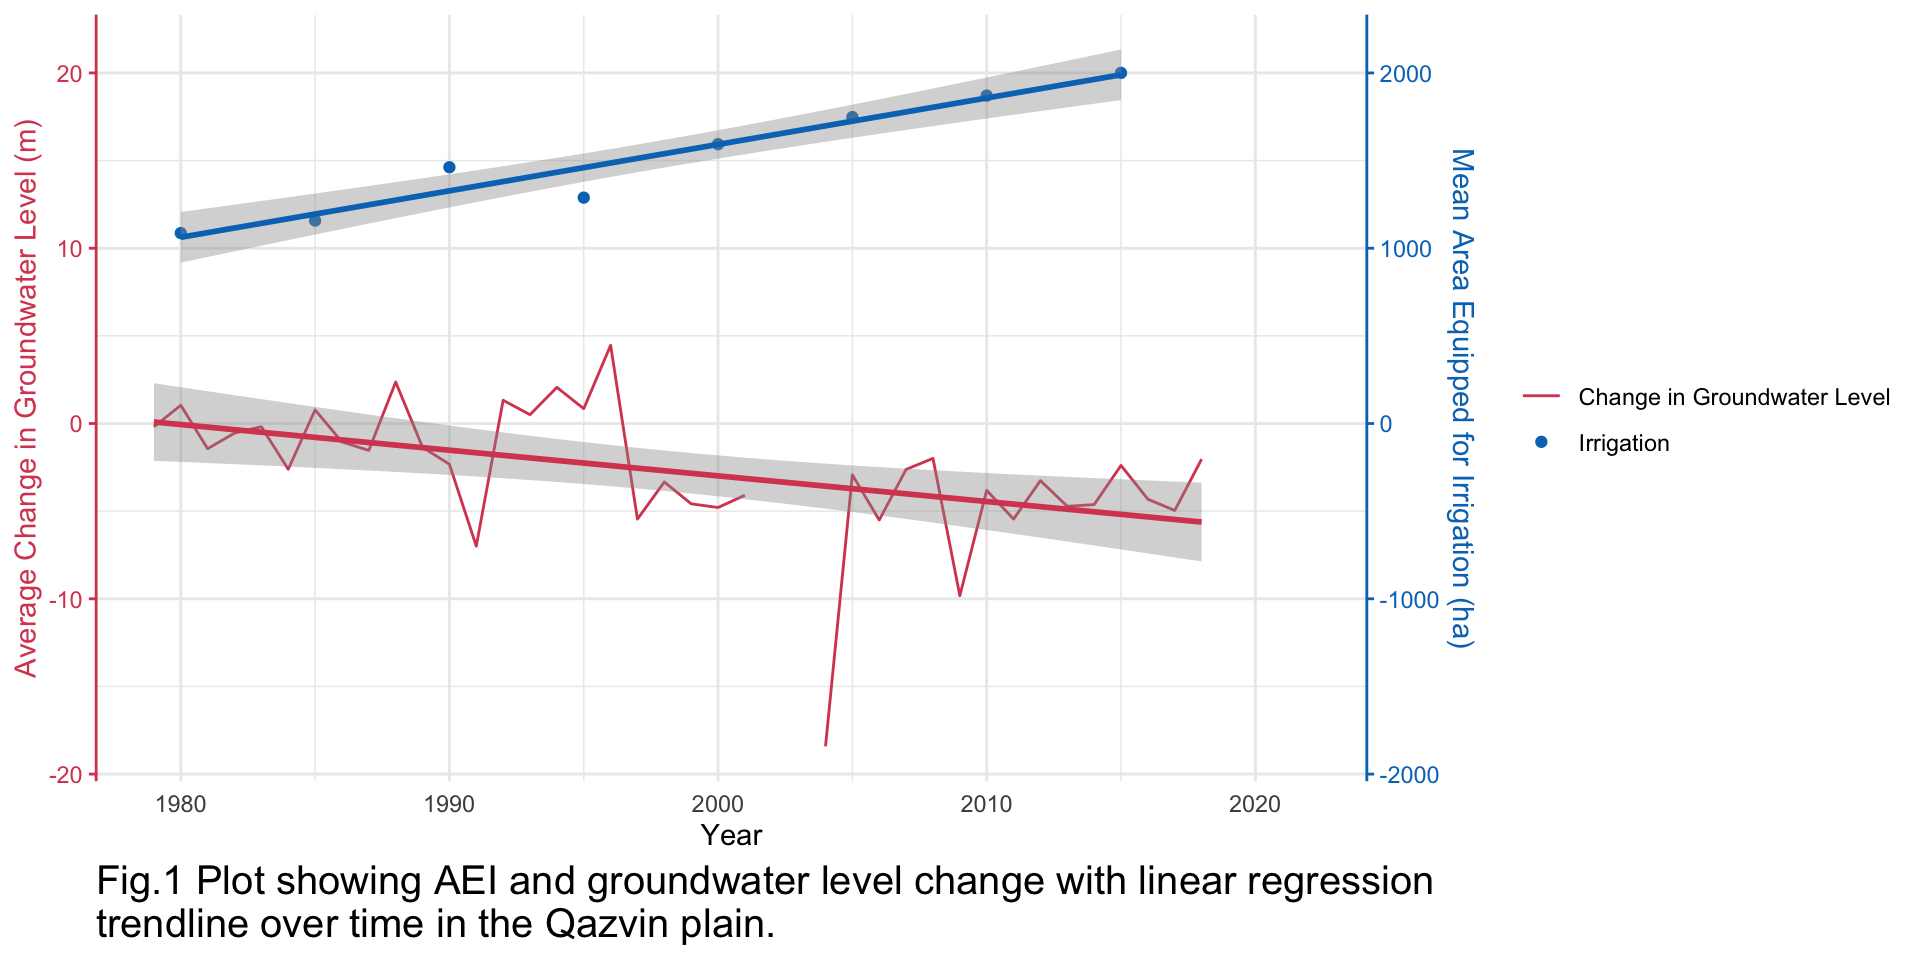 Average Change in Groundwater Level (m)
20
10
0
-10
-20
1980
1990
2000
2010
2020
Year
2000
1000
0
-1000
-2000
Mean Area Equipped for Irrigation (ha)
Change in Groundwater Level
Irrigation
Fig.1 Plot showing AEI and groundwater level change with linear regression
trendline over time in the Qazvin plain.